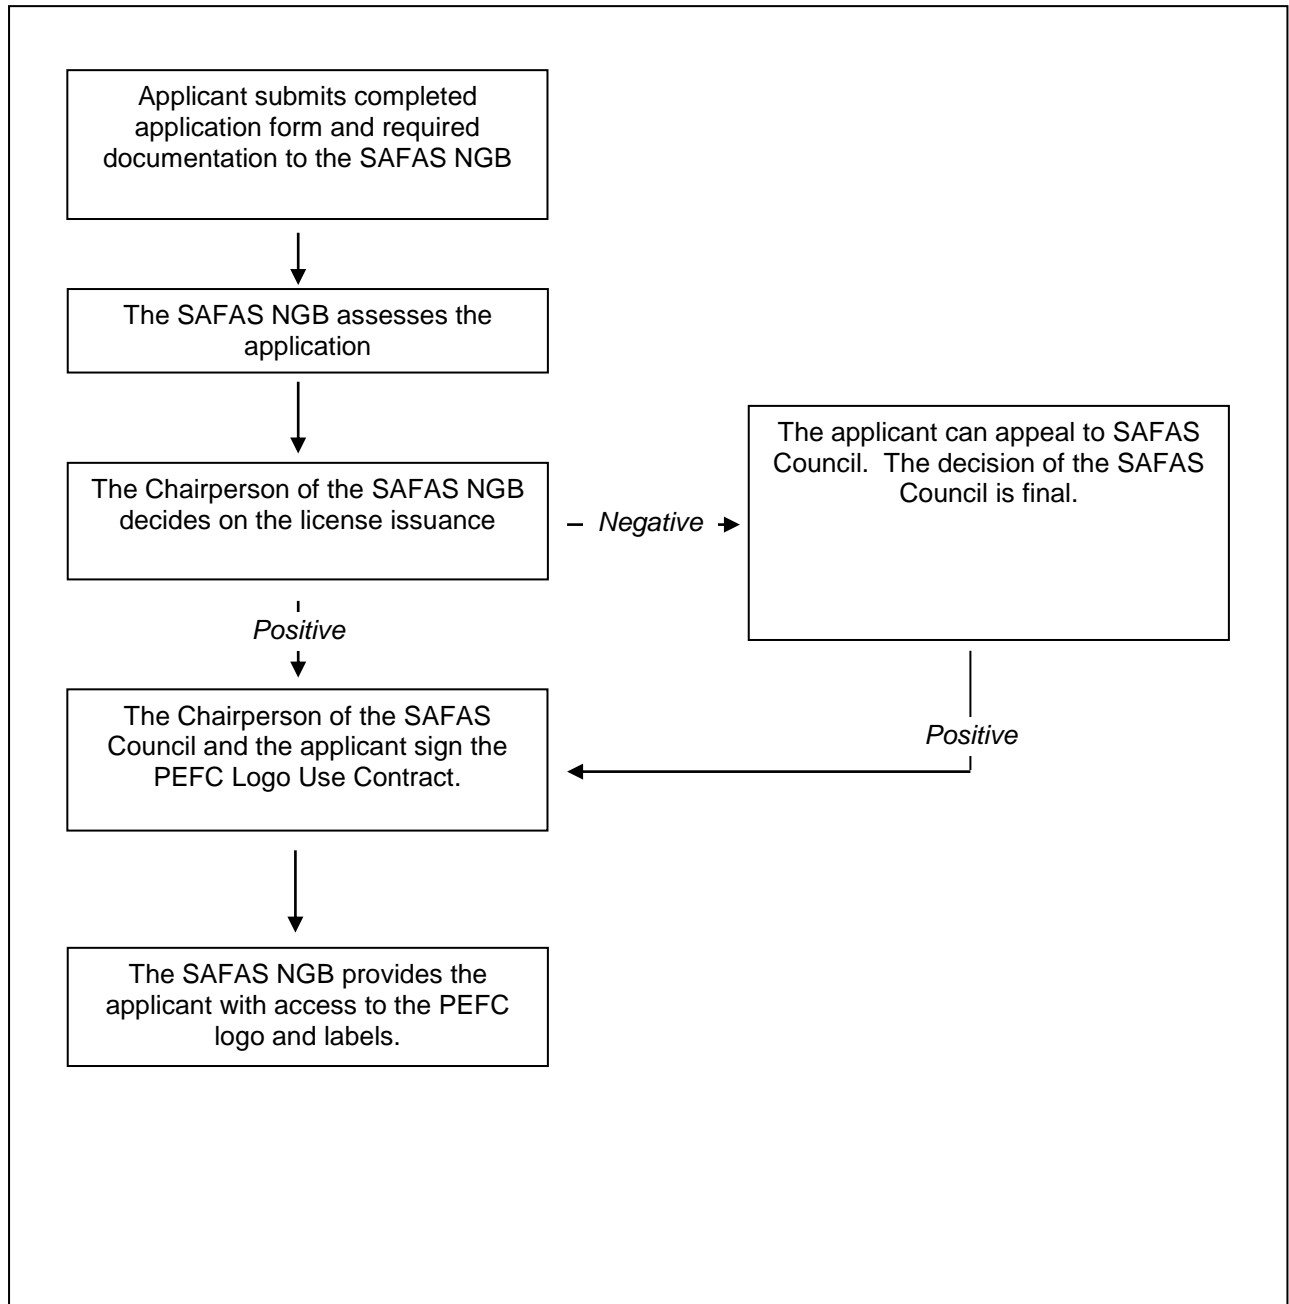 Applicant submits completed
application form and required
documentation to the SAFAS NGB
The SAFAS NGB assesses the
application
The Chairperson of the SAFAS NGB
decides on the license issuance
Negative
The applicant can appeal to SAFAS
Council.  The decision of the SAFAS
Council is final.
Positive
Positive
The Chairperson of the SAFAS
Council and the applicant sign the
PEFC Logo Use Contract.
The SAFAS NGB provides the
applicant with access to the PEFC
logo and labels.